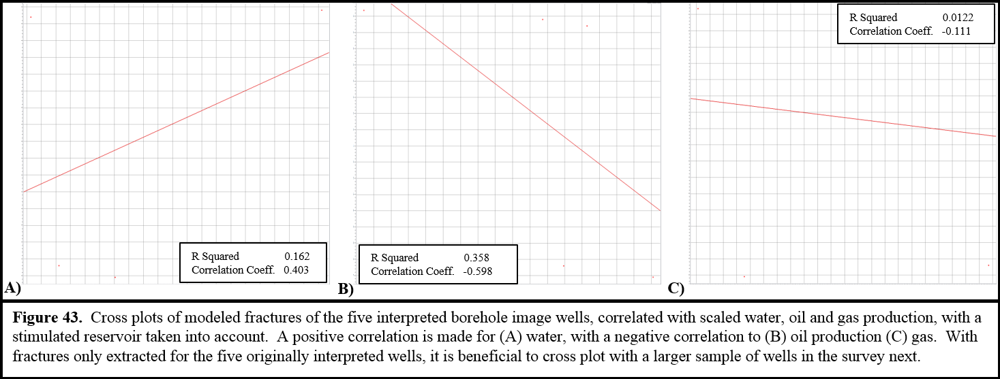 R Squared 0.0122
Correlation Coeff. -0.111
R Squared 0.162
Correlation Coeff. 0.403
R Squared 0.358
Correlation Coeff. -0.598
A)
B)
C)
Figure 43. Cross plots of modeled fractures of the five interpreted borehole image wells, correlated with scaled water, oil and gas production, with a
stimulated reservoir taken into account. A positive correlation is made for (A) water, with a negative correlation to (B) oil production (C) gas. With
fractures only extracted for the five originally interpreted wells, it is beneficial to cross plot with a larger sample of wells in the survey next.